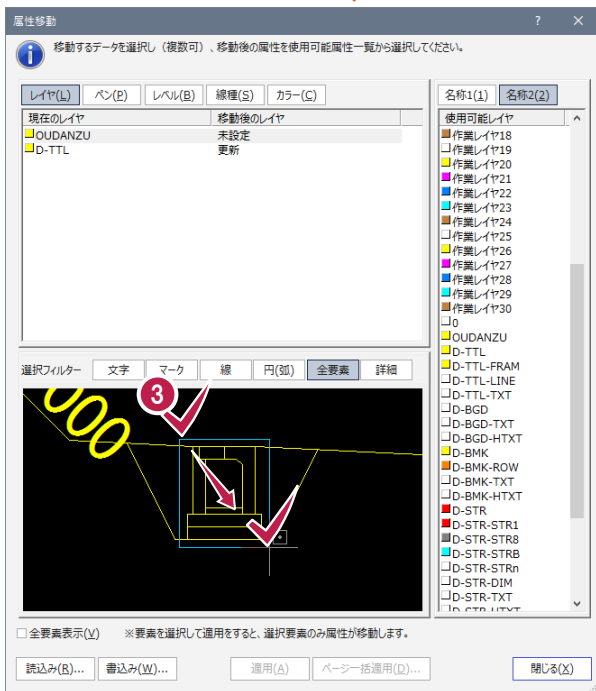 属性移動
? ×
移動するデータを選択し（複数可）、移動後の属性を使用可能属性一覧から選択してください。
レイヤ(L) ペン(P) レベル(B) 線種(S) カラー(C)
現在のレイヤ 移動後のレイヤ
OUDANZU 未設定
D-TTL 更新
名称1(1) 名称2(2)
使用可能レイヤ
作業レイヤ18
作業レイヤ19
作業レイヤ20
作業レイヤ21
作業レイヤ22
作業レイヤ23
作業レイヤ24
作業レイヤ25
作業レイヤ26
作業レイヤ27
作業レイヤ28
作業レイヤ29
作業レイヤ30
0
OUDANZU
D-TTL
D-TTL-FRAM
D-TTL-LINE
D-TTL-TXT
D-BGD
D-BGD-TXT
D-BGD-HTXT
D-BMK
D-BMK-ROW
D-BMK-TXT
D-BMK-HTXT
D-STR
D-STR-STR1
D-STR-STR8
D-STR-STRB
D-STR-STRn
D-STR-DIM
D-STR-TXT
D-STR-HTXT
選択フィルター 文字 マーク 線 円(弧) 全要素 詳細
000
3
全要素表示(V) ※要素を選択して適用をすると、選択要素のみ属性が移動します。
読込み(R)... 書込み(W)... 適用(A) ページ一括適用(D)... 閉じる(X)